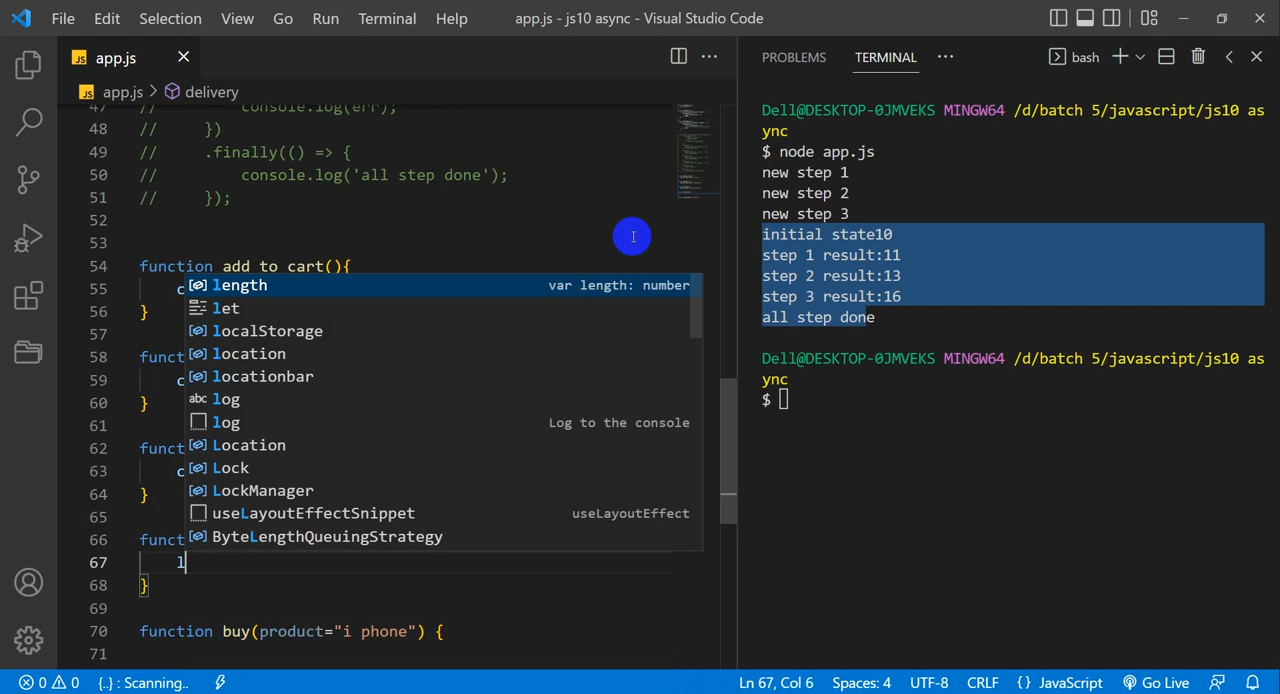 File Edit Selection View Go Run Terminal Help app.js - js10 async - Visual Studio Code
JS app.js
JS app.js > delivery
47 // console.log(err);
48 // })
49 // .finally(() => {
50 // console.log('all step done');
51 // });
52
53
54 function add to cart(){
55 c
56 }
57
58 funct
59 c
60 }
61
62 funct
63 c
64 }
65
66 funct
67 l
68 }
69
70 function buy(product="i phone") {
71
length var length: number
let
localStorage
location
locationbar
abc log
log Log to the console
Location
Lock
LockManager
useLayoutEffectSnippet useLayoutEffect
ByteLengthQueuingStrategy
PROBLEMS TERMINAL bash
Dell@DESKTOP-0JMVEKS MINGW64 /d/batch 5/javascript/js10 as
ync
$ node app.js
new step 1
new step 2
new step 3
initial state10
step 1 result:11
step 2 result:13
step 3 result:16
all step done
Dell@DESKTOP-0JMVEKS MINGW64 /d/batch 5/javascript/js10 as
ync
$
0 0 {..} : Scanning.. Ln 67, Col 6 Spaces: 4 UTF-8 CRLF {} JavaScript Go Live